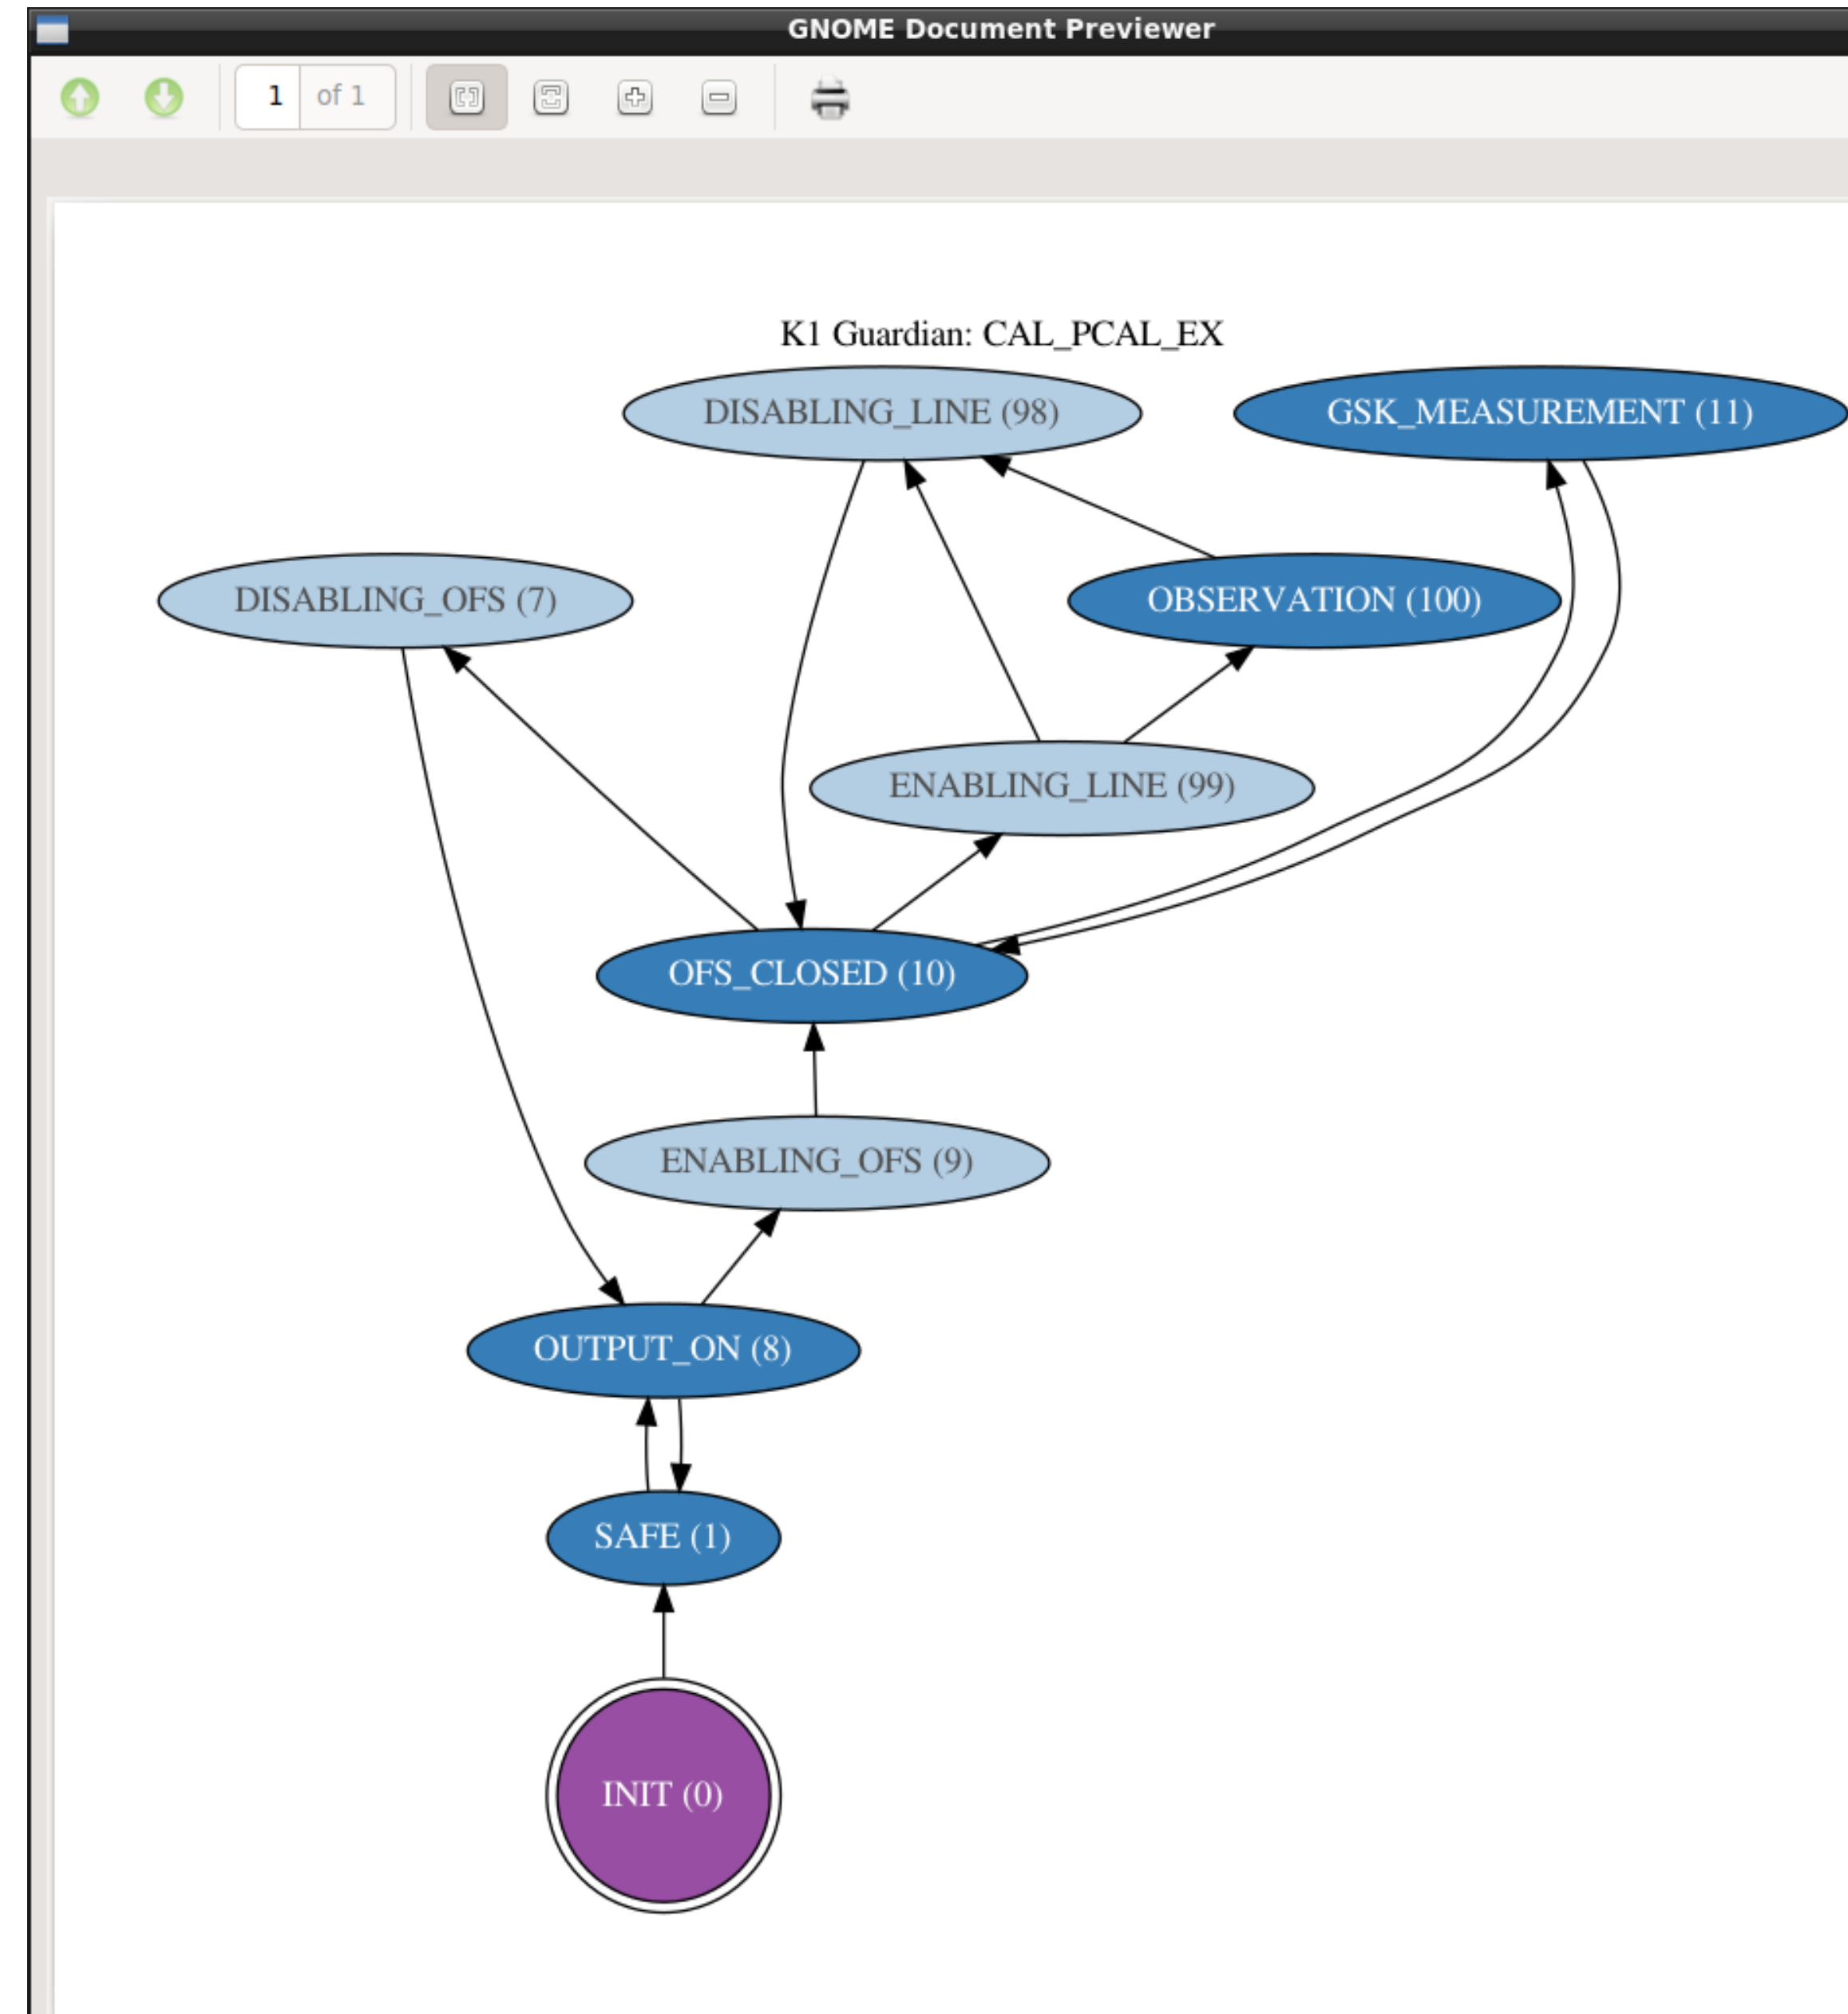 GNOME Document Previewer
1 of 1
K1 Guardian: CAL_PCAL_EX
DISABLING_LINE (98)
GSK_MEASUREMENT (11)
DISABLING_OFS (7)
OBSERVATION (100)
ENABLING_LINE (99)
OFS_CLOSED (10)
ENABLING_OFS (9)
OUTPUT_ON (8)
SAFE (1)
INIT (0)